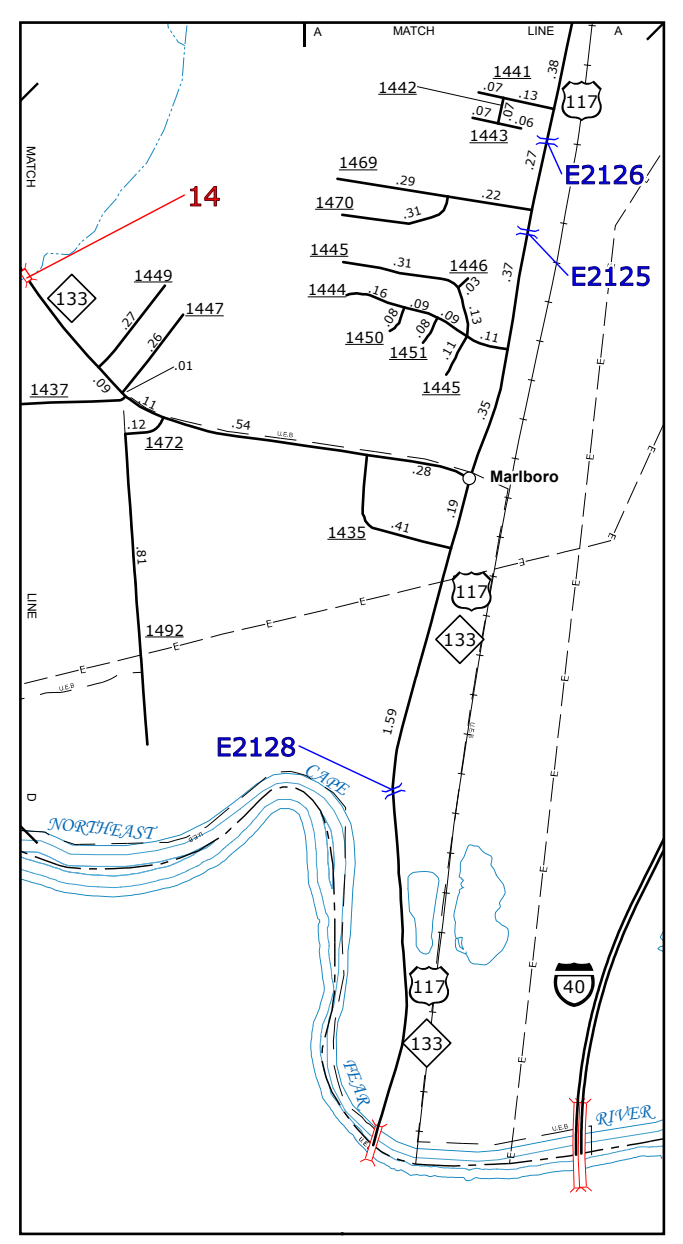 A MATCH LINE A
.38
1441
.07
.13
1442
117
.07
.07
.06
1443
E2126
.27
MATCH
1469
.29
.22
14
1470
.31
1445
.31
1446
E2125
.37
.03
133
1449
1444
.16
1447
.09
.09
.13
.27
.08
.08
1450
1451
.11
.26
.11
1445
.01
1437
.09
.11
.35
.12
.54
U.E.B
1472
.28
Marlboro
.19
1435
.41
.81
E
E
117
LINE
E
E
1492
133
E
E
E
E
U.E.B
E
1.59
U.E.B
E2128
E
CAPE
D
NORTHEAST
U.E.B
E
E
117
40
133
E
FEAR
RIVER
U.E.B
U.E.
E